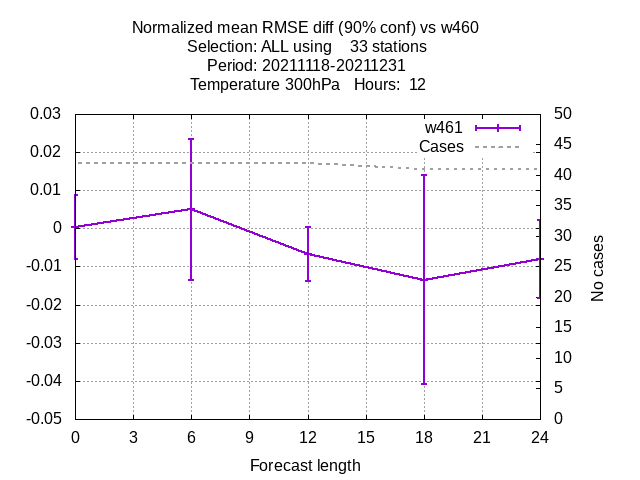 Normalized mean RMSE diff (90% conf) vs w460
Selection: ALL using    33 stations
Period: 20211118-20211231
Temperature 300hPa   Hours:  12
w461
Cases
0.03
0.02
0.01
0
-0.01
-0.02
-0.03
-0.04
-0.05
50
45
40
35
30
25
20
15
10
5
0
No cases
0 3 6 9 12 15 18 21 24
Forecast length